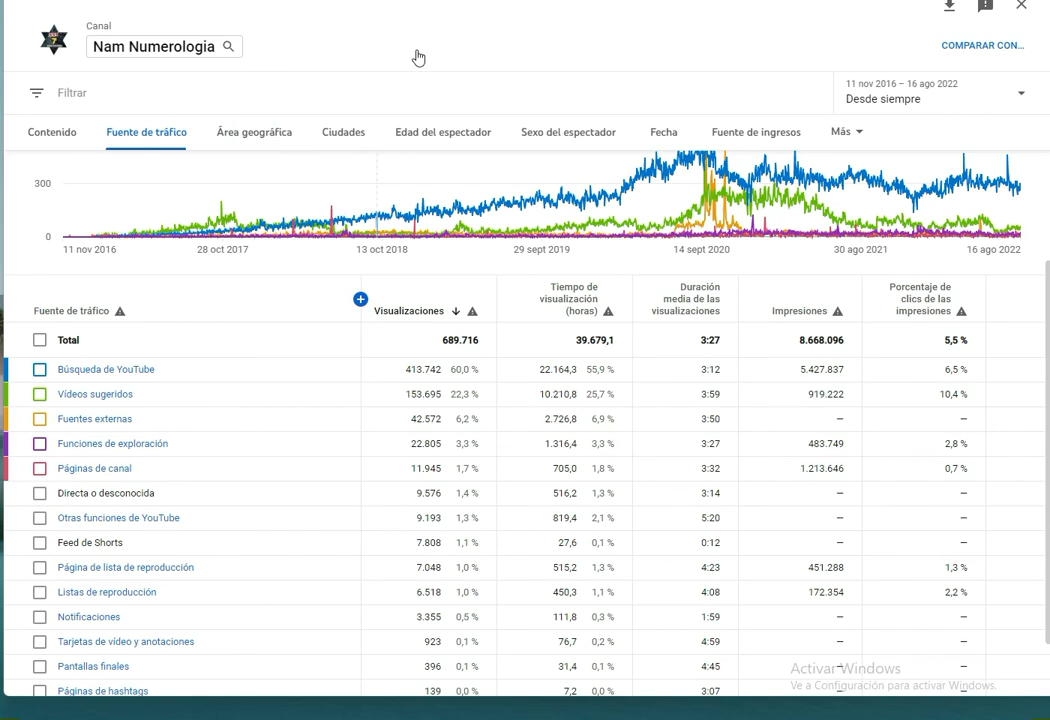 Canal
Nam Numerologia
COMPARAR CON...
Filtrar
11 nov 2016 – 16 ago 2022
Desde siempre
Contenido Fuente de tráfico Área geográfica Ciudades Edad del espectador Sexo del espectador Fecha Fuente de ingresos Más
300
0
11 nov 2016 28 oct 2017 13 oct 2018 29 sept 2019 14 sept 2020 30 ago 2021 16 ago 2022
Fuente de tráfico Visualizaciones Tiempo de visualización (horas) Duración media de las visualizaciones Impresiones Porcentaje de clics de las impresiones
Total 689.716 39.679,1 3:27 8.668.096 5,5 %
Búsqueda de YouTube 413.742 60,0 % 22.164,3 55,9 % 3:12 5.427.837 6,5 %
Vídeos sugeridos 153.695 22,3 % 10.210,8 25,7 % 3:59 919.222 10,4 %
Fuentes externas 42.572 6,2 % 2.726,8 6,9 % 3:50 – –
Funciones de exploración 22.805 3,3 % 1.316,4 3,3 % 3:27 483.749 2,8 %
Páginas de canal 11.945 1,7 % 705,0 1,8 % 3:32 1.213.646 0,7 %
Directa o desconocida 9.576 1,4 % 516,2 1,3 % 3:14 – –
Otras funciones de YouTube 9.193 1,3 % 819,4 2,1 % 5:20 – –
Feed de Shorts 7.808 1,1 % 27,6 0,1 % 0:12 – –
Página de lista de reproducción 7.048 1,0 % 515,2 1,3 % 4:23 451.288 1,3 %
Listas de reproducción 6.518 1,0 % 450,3 1,1 % 4:08 172.354 2,2 %
Notificaciones 3.355 0,5 % 111,8 0,3 % 1:59 – –
Tarjetas de vídeo y anotaciones 923 0,1 % 76,7 0,2 % 4:59 – –
Pantallas finales 396 0,1 % 31,4 0,1 % 4:45 – –
Páginas de hashtags 139 0,0 % 7,2 0,0 % 3:07 – –
Activar Windows
Ve a Configuración para activar Windows.